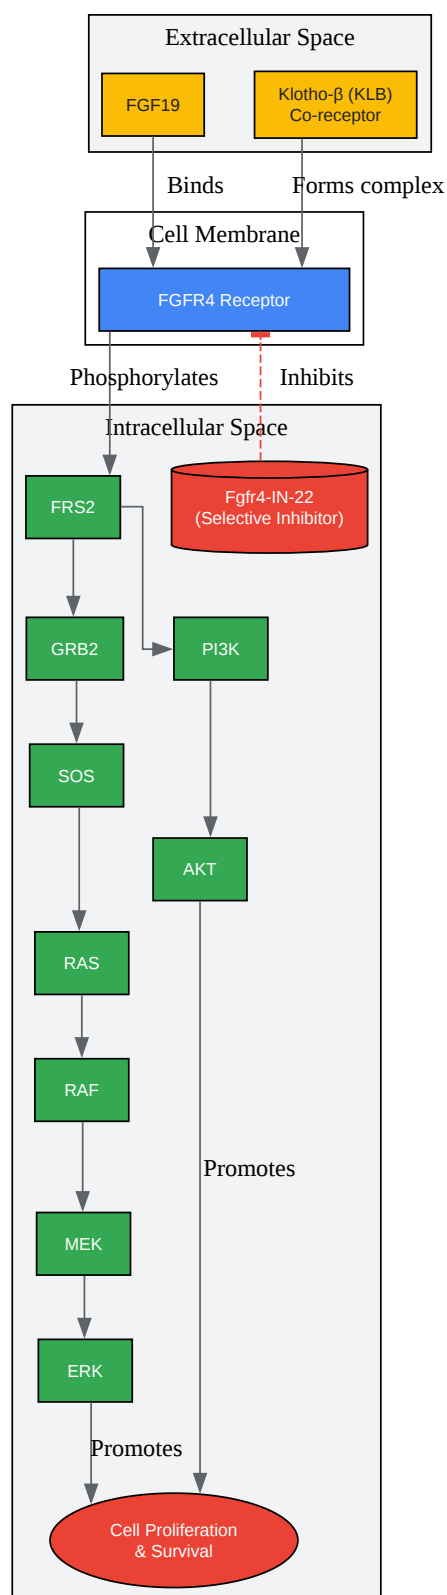 Extracellular Space
FGF19
Klotho-β (KLB)
Co-receptor
Binds
Forms complex
Cell Membrane
FGFR4 Receptor
Phosphorylates
Inhibits
Intracellular Space
FRS2
Fgfr4-IN-22
(Selective Inhibitor)
GRB2
PI3K
SOS
AKT
RAS
RAF
Promotes
MEK
ERK
Promotes
Cell Proliferation
& Survival